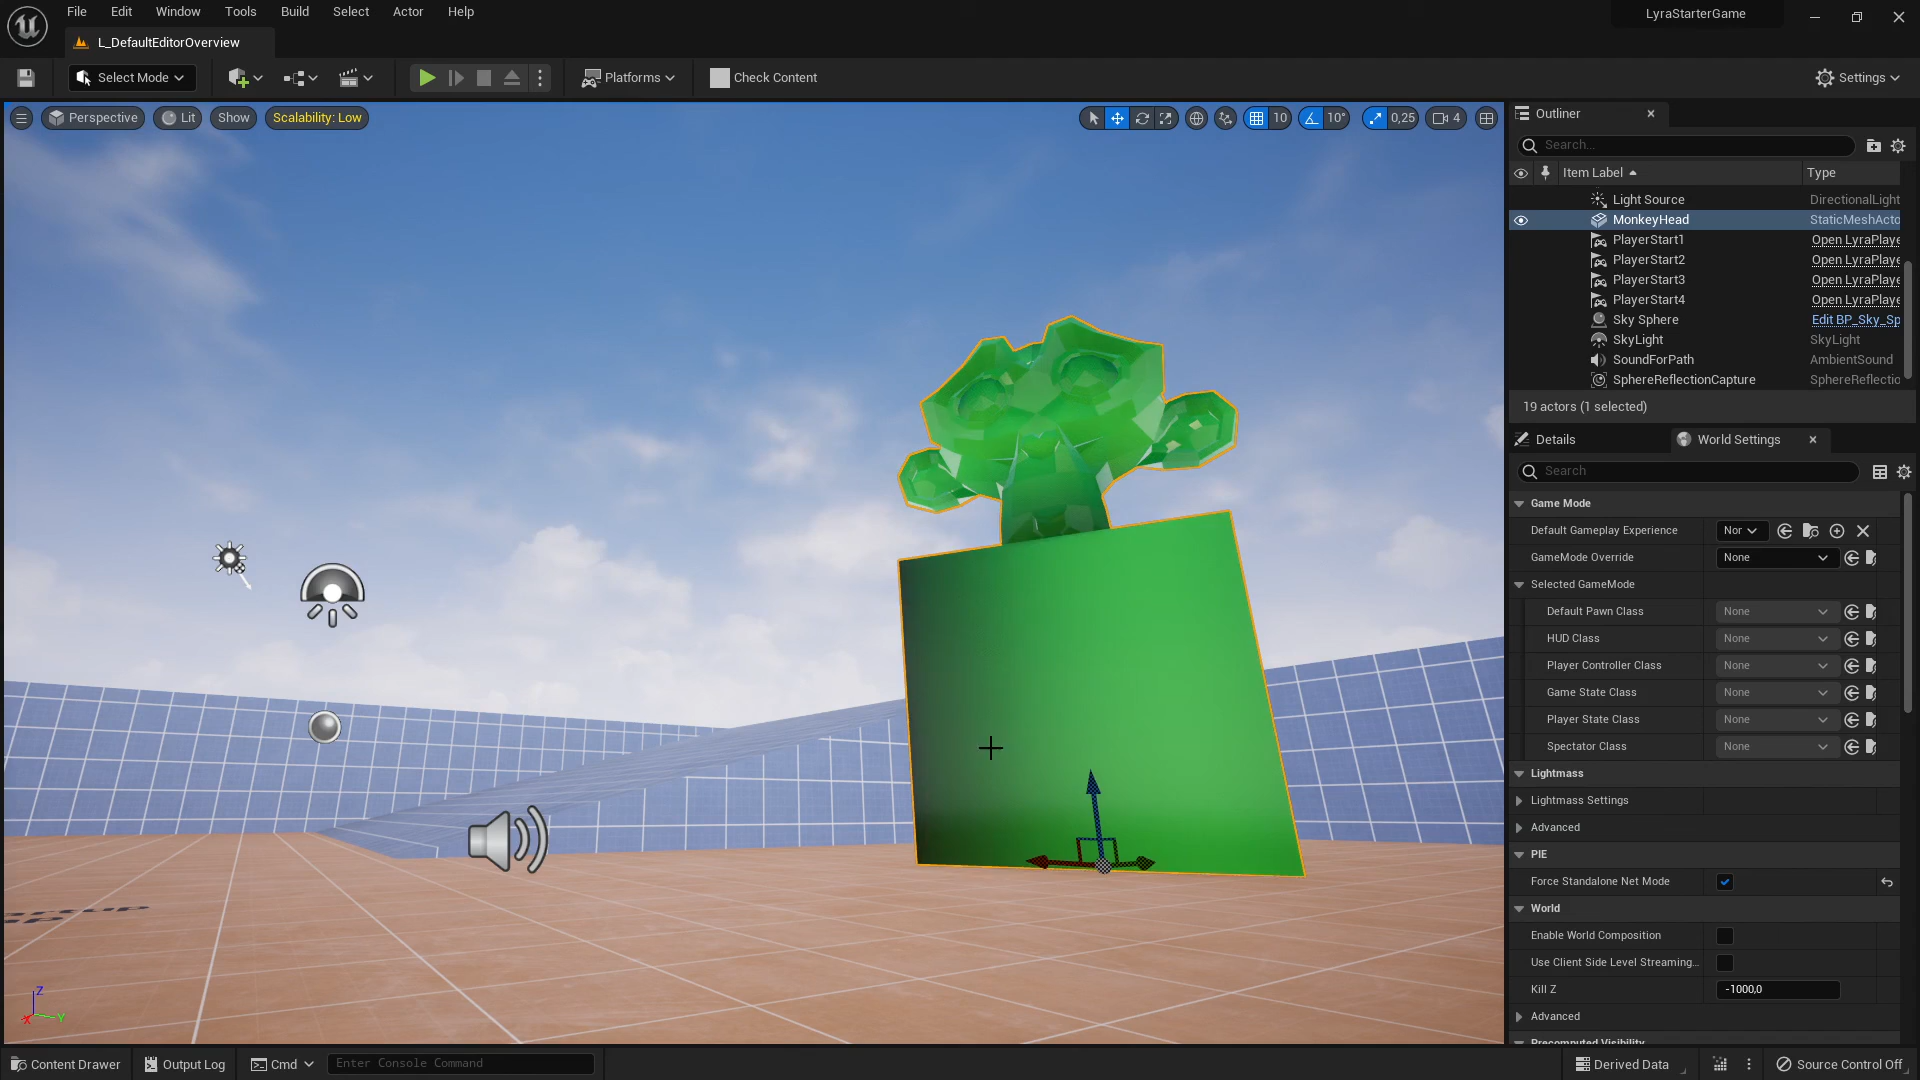 File Edit Window Tools Build Select Actor Help
LyraStarterGame
L_DefaultEditorOverview
Select Mode
Platforms
Check Content
Settings
Perspective
Lit
Show
Scalability: Low
10
10°
0,25
4
Outliner
Search...
Item Label
Type
Light Source DirectionalLight
MonkeyHead StaticMeshActo
PlayerStart1 Open LyraPlaye
PlayerStart2 Open LyraPlaye
PlayerStart3 Open LyraPlaye
PlayerStart4 Open LyraPlaye
Sky Sphere Edit BP_Sky_Sp
SkyLight SkyLight
SoundForPath AmbientSound
SphereReflectionCapture SphereReflectio
19 actors (1 selected)
Details
World Settings
Search
Game Mode
Default Gameplay Experience Nor
GameMode Override None
Selected GameMode
Default Pawn Class None
HUD Class None
Player Controller Class None
Game State Class None
Player State Class None
Spectator Class None
Lightmass
Lightmass Settings
Advanced
PIE
Force Standalone Net Mode
World
Enable World Composition
Use Client Side Level Streaming...
Kill Z -1000,0
Advanced
Precomputed Visibility
Z
X
Y
Content Drawer
Output Log
Cmd
Enter Console Command
Derived Data
Source Control Off